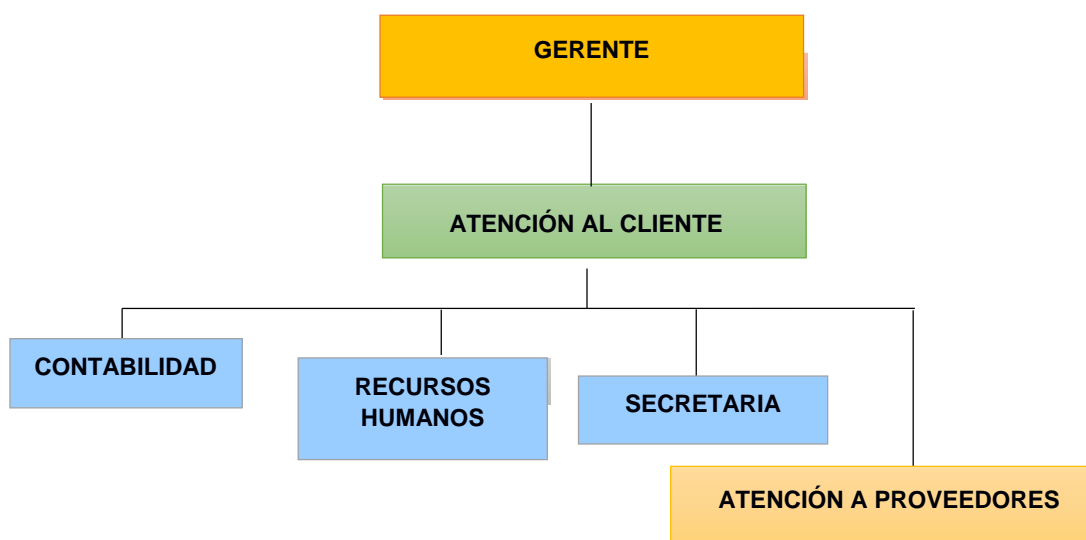 GERENTE
ATENCIÓN AL CLIENTE
CONTABILIDAD
RECURSOS
HUMANOS
SECRETARIA
ATENCIÓN A PROVEEDORES